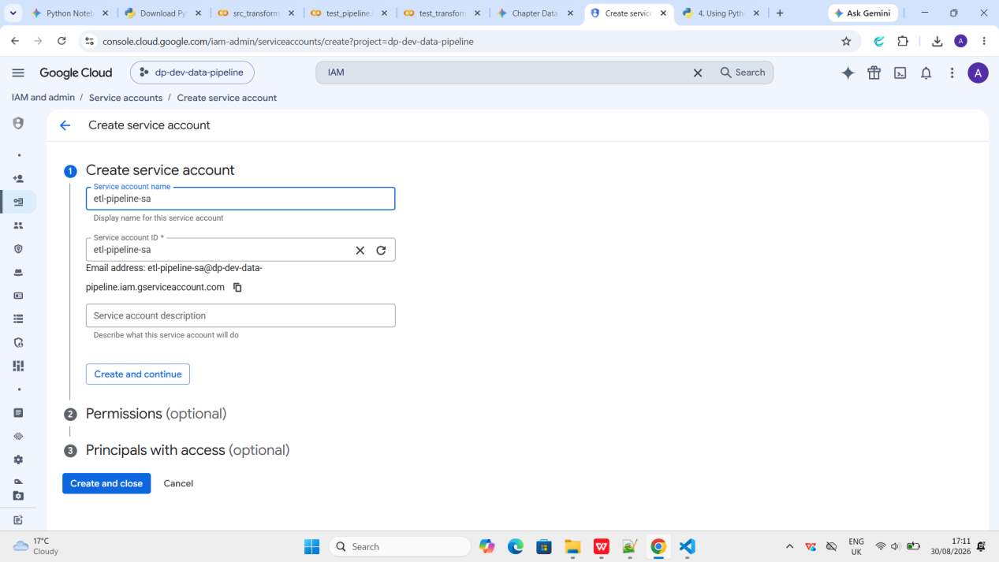 Python Notebo
Download Pyt
src_transform
test_pipeline.i
test_transform
Chapter Data
Create service
4. Using Pytho
Ask Gemini
console.cloud.google.com/iam-admin/serviceaccounts/create?project=dp-dev-data-pipeline
A
Google Cloud
dp-dev-data-pipeline
IAM
Search
A
IAM and admin / Service accounts / Create service account
Create service account
1 Create service account
Service account name
etl-pipeline-sa
Display name for this service account
Service account ID *
etl-pipeline-sa
Email address: etl-pipeline-sa@dp-dev-data-
pipeline.iam.gserviceaccount.com
Service account description
Describe what this service account will do
Create and continue
2 Permissions (optional)
3 Principals with access (optional)
Create and close
Cancel
17°C
Cloudy
Search
ENG
UK
17:11
30/08/2026